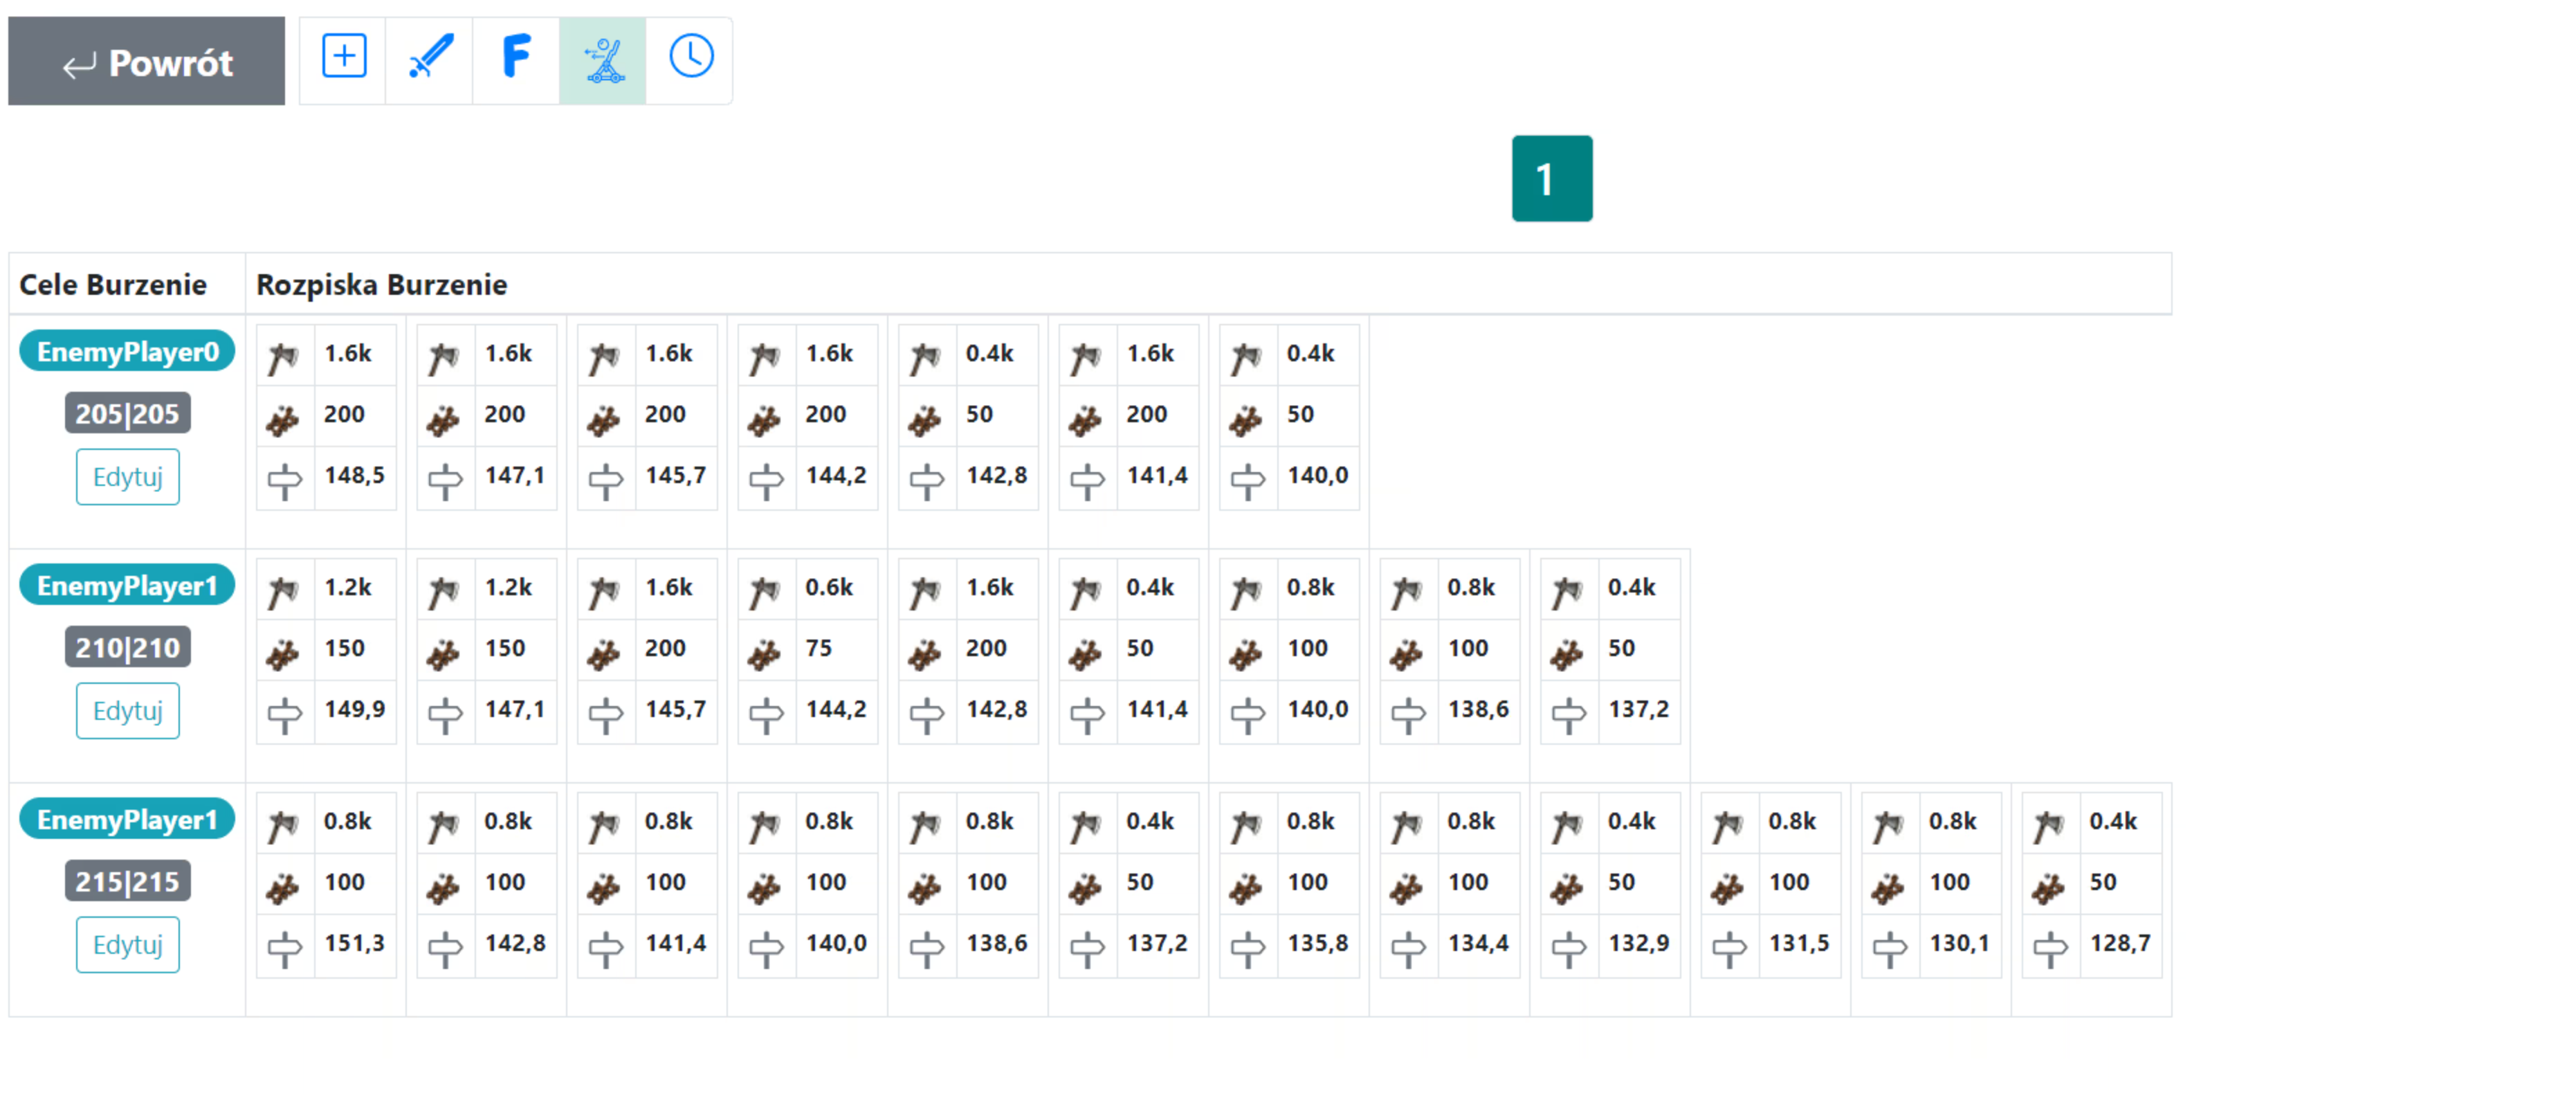 Powrót
F
1
Cele Burzenie Rozpiska Burzenie
EnemyPlayer0 1.6k 1.6k 1.6k 1.6k 0.4k 1.6k 0.4k
205|205 200 200 200 200 50 200 50
Edytuj 148,5 147,1 145,7 144,2 142,8 141,4 140,0
EnemyPlayer1 1.2k 1.2k 1.6k 0.6k 1.6k 0.4k 0.8k 0.8k 0.4k
210|210 150 150 200 75 200 50 100 100 50
Edytuj 149,9 147,1 145,7 144,2 142,8 141,4 140,0 138,6 137,2
EnemyPlayer1 0.8k 0.8k 0.8k 0.8k 0.8k 0.4k 0.8k 0.8k 0.4k 0.8k 0.8k 0.4k
215|215 100 100 100 100 100 50 100 100 50 100 100 50
Edytuj 151,3 142,8 141,4 140,0 138,6 137,2 135,8 134,4 132,9 131,5 130,1 128,7